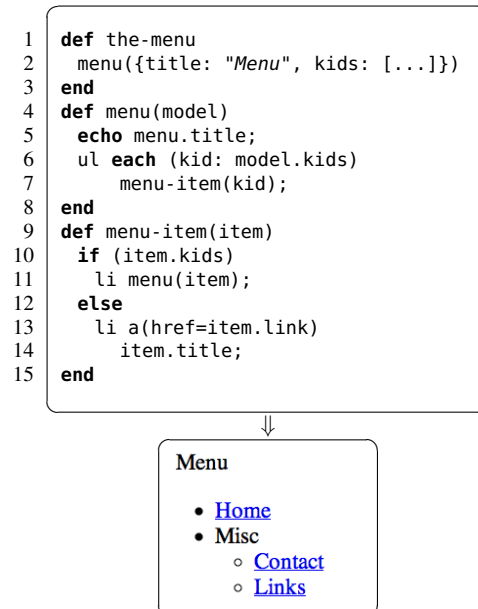 1 def the-menu
2 menu({title: "Menu", kids: [...]})
3 end
4 def menu(model)
5 echo menu.title;
6 ul each (kid: model.kids)
7 menu-item(kid);
8 end
9 def menu-item(item)
10 if (item.kids)
11 li menu(item);
12 else
13 li a(href=item.link)
14 item.title;
15 end
⇓
Menu
• Home
• Misc
◦ Contact
◦ Links